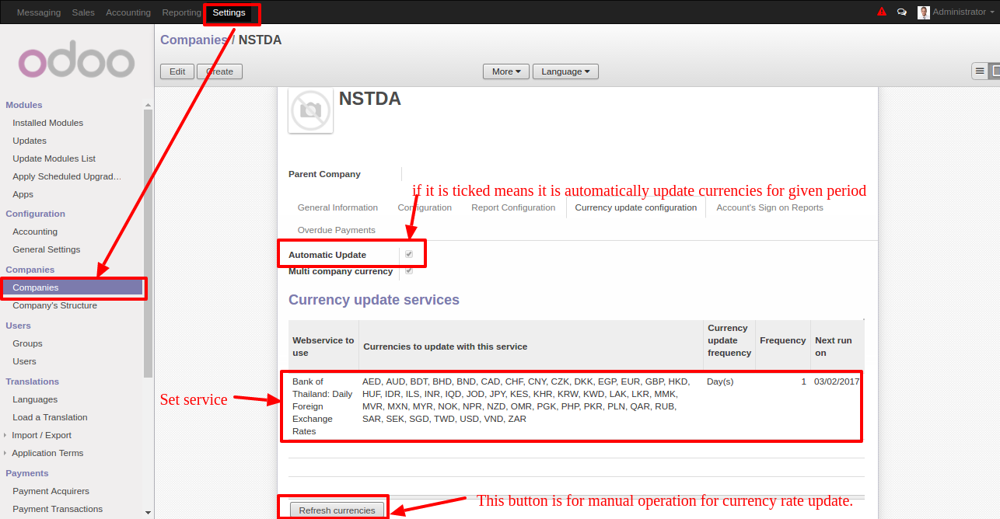 Messaging Sales Accounting Reporting Settings Administrator
odoo
Companies / NSTDA
Edit Create More Language
Modules
Installed Modules
Updates
Update Modules List
Apply Scheduled Upgrad...
Apps
Configuration
Accounting
General Settings
Companies
Companies
Company's Structure
Users
Groups
Users
Translations
Languages
Load a Translation
Import / Export
Application Terms
Payments
Payment Acquirers
Payment Transactions
NSTDA
Parent Company
if it is ticked means it is automatically update currencies for given period
General Information Configuration Report Configuration Currency update configuration Account's Sign on Reports
Overdue Payments
Automatic Update
Multi company currency
Currency update services
Webservice to
use
Currencies to update with this service
Currency
update
frequency
Frequency
Next run
on
Set service
Bank of
Thailand: Daily
Foreign
Exchange
Rates
AED, AUD, BDT, BHD, BND, CAD, CHF, CNY, CZK, DKK, EGP, EUR, GBP, HKD,
HUF, IDR, ILS, INR, IQD, JOD, JPY, KES, KHR, KRW, KWD, LAK, LKR, MMK,
MVR, MXN, MYR, NOK, NPR, NZD, OMR, PGK, PHP, PKR, PLN, QAR, RUB,
SAR, SEK, SGD, TWD, USD, VND, ZAR
Day(s)
1
03/02/2017
Refresh currencies
This button is for manual operation for currency rate update.